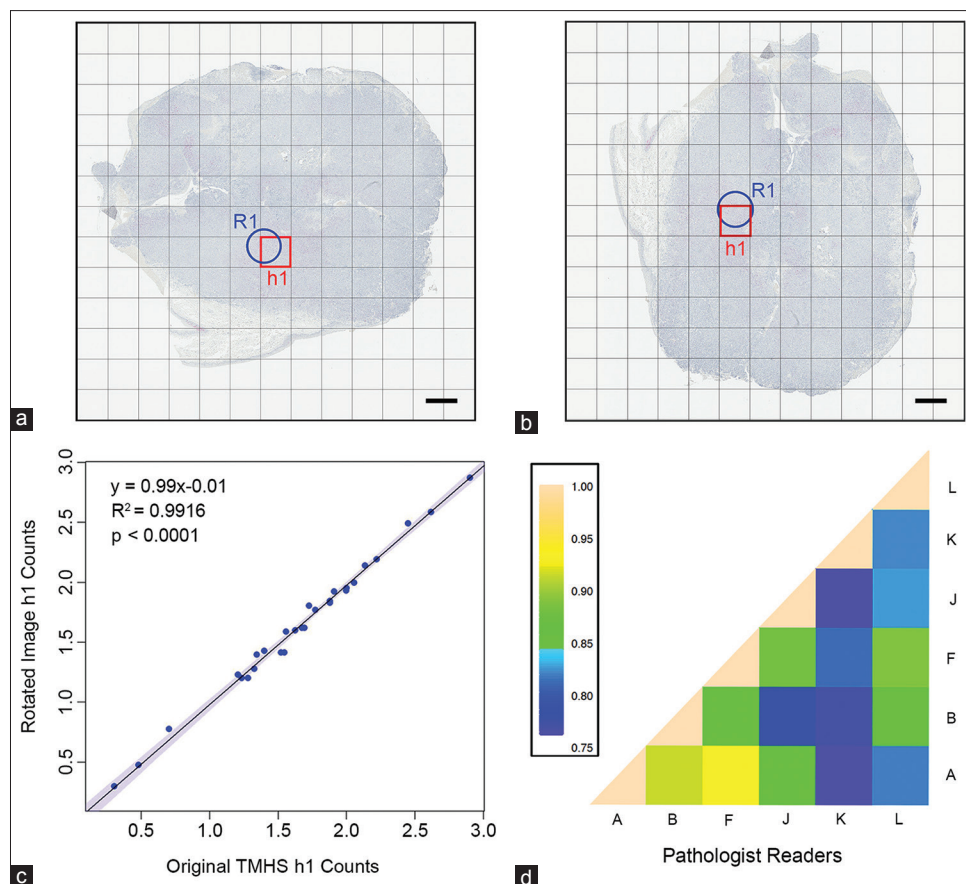 R1
h1
a
R1
h1
b
y = 0.99x-0.01
R² = 0.9916
p < 0.0001
Rotated Image h1 Counts
3.0
2.5
2.0
1.5
1.0
0.5
0.5 1.0 1.5 2.0 2.5 3.0
Original TMHS h1 Counts
c
1.00
0.95
0.90
0.85
0.80
0.75
L
K
J
F
B
A
A B F J K L
Pathologist Readers
d